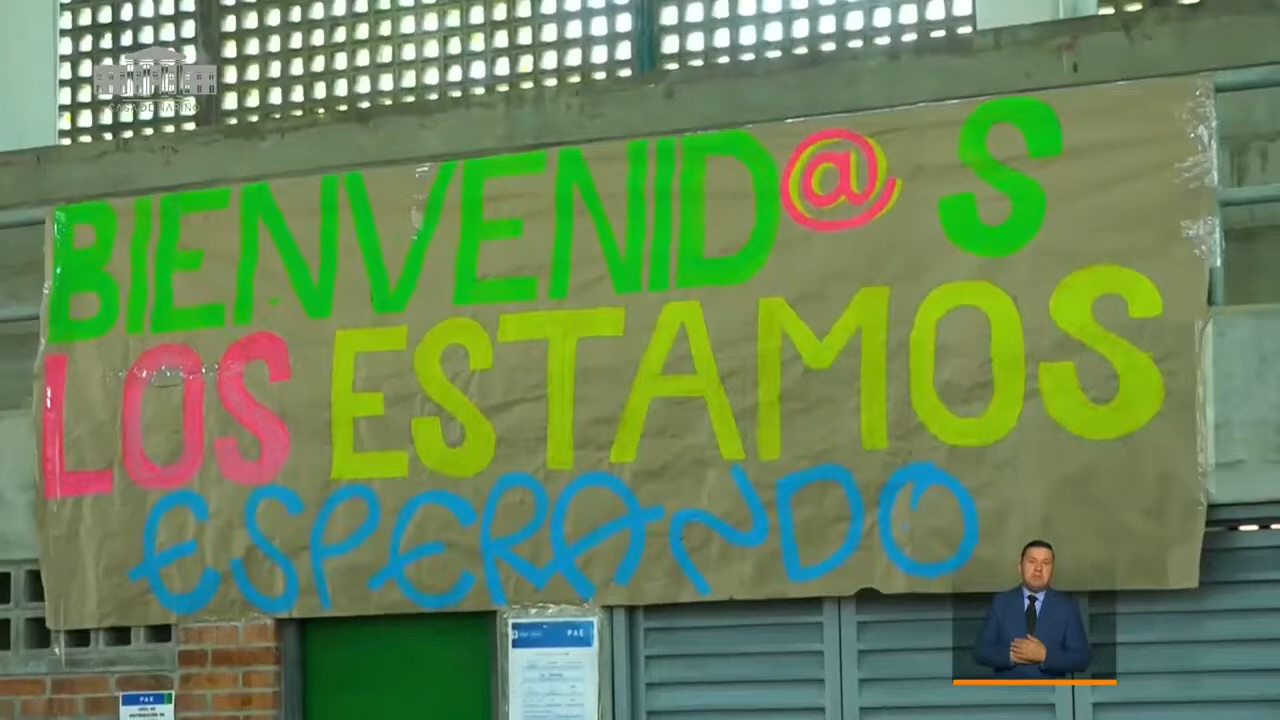 CASA DE NARIÑO
BIENVENID@S
LOS ESTAMOS
ESPERANDO
PAE
PAE